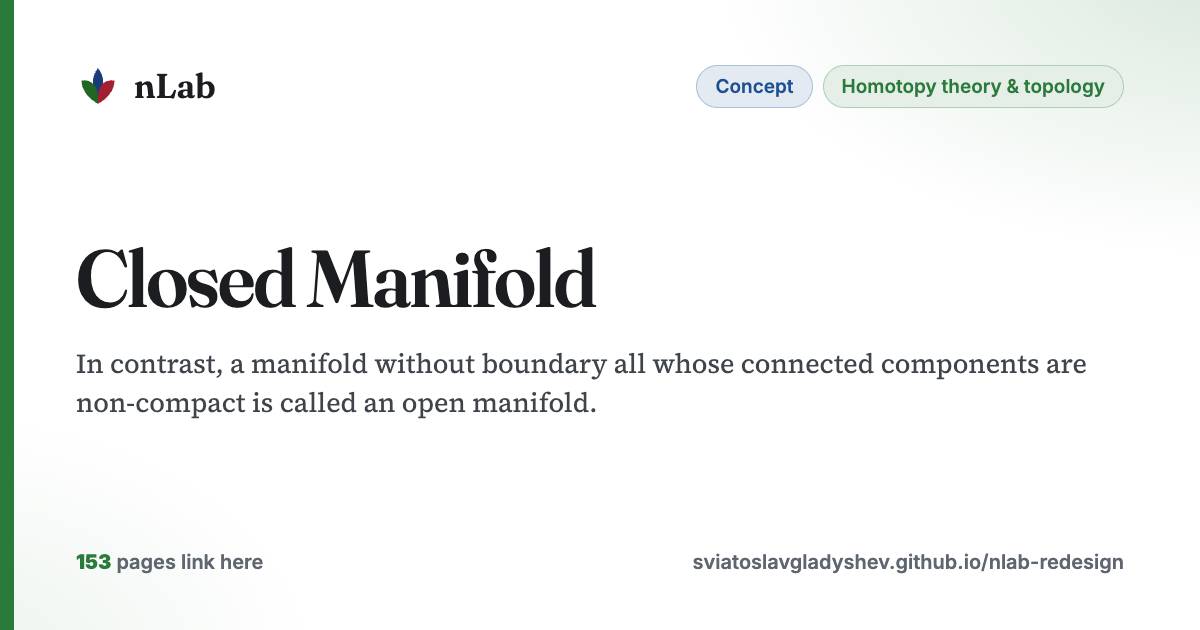 nLab
Concept
Homotopy theory & topology
Closed Manifold
In contrast, a manifold without boundary all whose connected components are
non-compact is called an open manifold.
153 pages link here
sviatoslavgladyshev.github.io/nlab-redesign